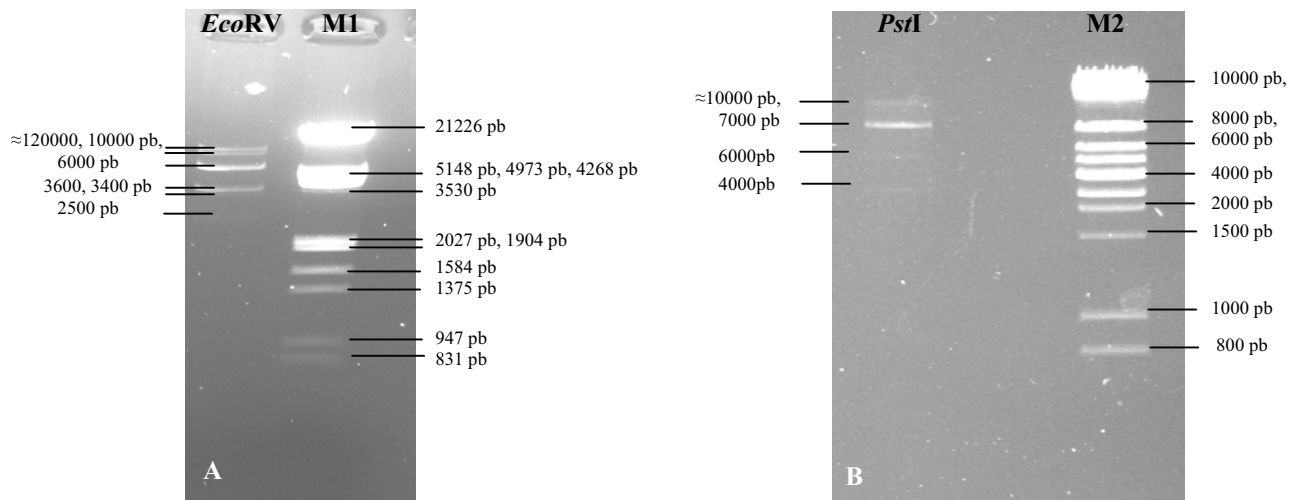 EcoRV M1
≈120000, 10000 pb,
6000 pb
3600, 3400 pb
2500 pb
21226 pb
5148 pb, 4973 pb, 4268 pb
3530 pb
2027 pb, 1904 pb
1584 pb
1375 pb
947 pb
831 pb
A
PstI M2
≈10000 pb,
7000 pb
6000pb
4000pb
10000 pb,
8000 pb,
6000 pb
4000 pb
2000 pb
1500 pb
1000 pb
800 pb
B